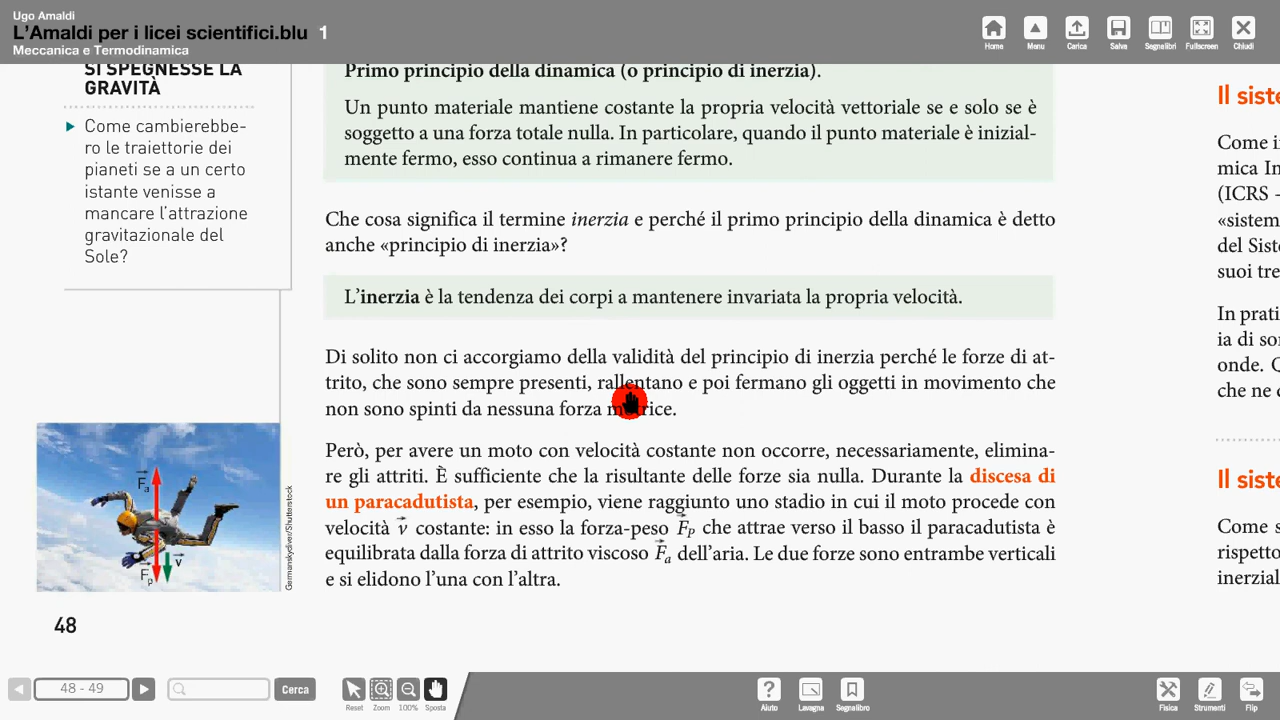 Ugo Amaldi
L'Amaldi per i licei scientifici.blu 1
Meccanica e Termodinamica
Home
Menu
Carica
Salva
Segnalibri
Fullscreen
Chiudi
SI SPEGNESSE LA
GRAVITÀ
Come cambierebbe-
ro le traiettorie dei
pianeti se a un certo
istante venisse a
mancare l'attrazione
gravitazionale del
Sole?
Primo principio della dinamica (o principio di inerzia).
Un punto materiale mantiene costante la propria velocità vettoriale se e solo se è
soggetto a una forza totale nulla. In particolare, quando il punto materiale è inizial-
mente fermo, esso continua a rimanere fermo.
Che cosa significa il termine inerzia e perché il primo principio della dinamica è detto
anche «principio di inerzia»?
L'inerzia è la tendenza dei corpi a mantenere invariata la propria velocità.
Di solito non ci accorgiamo della validità del principio di inerzia perché le forze di at-
trito, che sono sempre presenti, rallentano e poi fermano gli oggetti in movimento che
non sono spinti da nessuna forza motrice.
Però, per avere un moto con velocità costante non occorre, necessariamente, elimina-
re gli attriti. È sufficiente che la risultante delle forze sia nulla. Durante la discesa di
un paracadutista, per esempio, viene raggiunto uno stadio in cui il moto procede con
velocità v⃗ costante: in esso la forza-peso F⃗p che attrae verso il basso il paracadutista è
equilibrata dalla forza di attrito viscoso F⃗a dell'aria. Le due forze sono entrambe verticali
e si elidono l'una con l'altra.
F⃗a
F⃗p
v⃗
Germanskydiver/Shutterstock
48
Il siste
Come i
mica In
(ICRS -
«sistem
del Siste
suoi tre
In prati
ia di so
onde. Q
che ne
Il siste
Come s
rispetto
inerzial
48 - 49
Cerca
Reset
Zoom
100%
Sposta
Aiuto
Lavagna
Segnalibro
Fisica
Strumenti
Flip